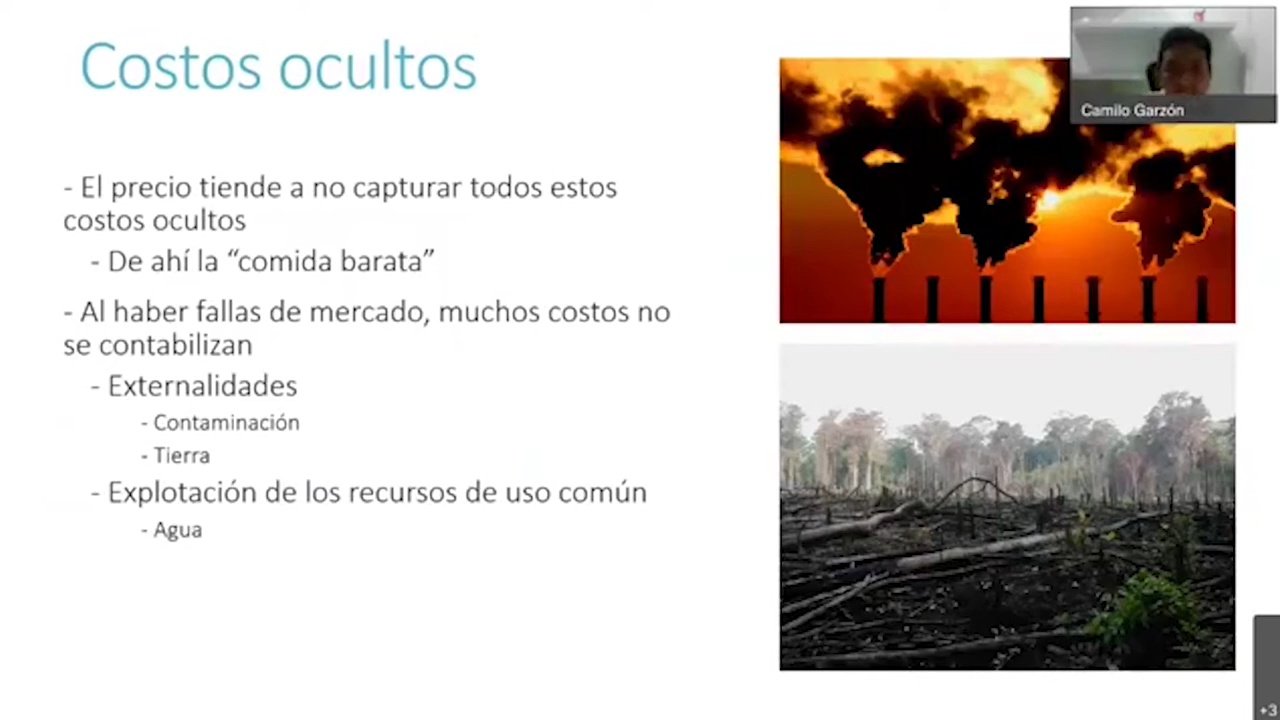 Costos ocultos
Camilo Garzón
- El precio tiende a no capturar todos estos
costos ocultos
- De ahí la “comida barata”
- Al haber fallas de mercado, muchos costos no
se contabilizan
- Externalidades
- Contaminación
- Tierra
- Explotación de los recursos de uso común
- Agua
+3